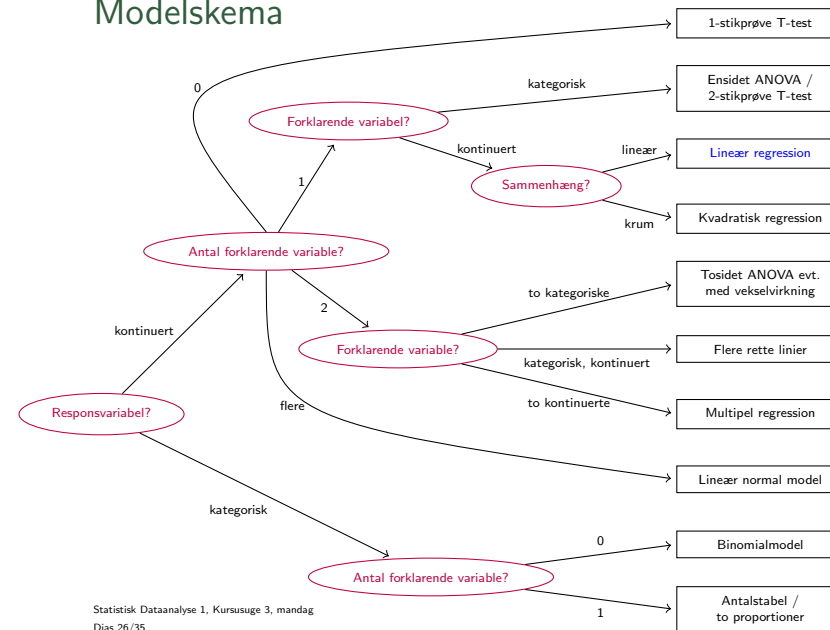 Modelskema
1-stikprøve T-test
0
Ensidet ANOVA /
2-stikprøve T-test
kategorisk
Forklarende variabel?
kontinuert
lineær
Lineær regression
1
Sammenhæng?
krum
Kvadratisk regression
Antal forklarende variable?
Tosidet ANOVA evt.
med vekselvirkning
to kategoriske
2
kontinuert
Forklarende variable?
Flere rette linier
kategorisk, kontinuert
to kontinuerte
flere
Responsvariabel?
Multipel regression
Lineær normal model
kategorisk
0
Binomialmodel
Antal forklarende variable?
1
Antalstabel /
to proportioner
Statistisk Dataanalyse 1, Kursusuge 3, mandag
Dias 26/35